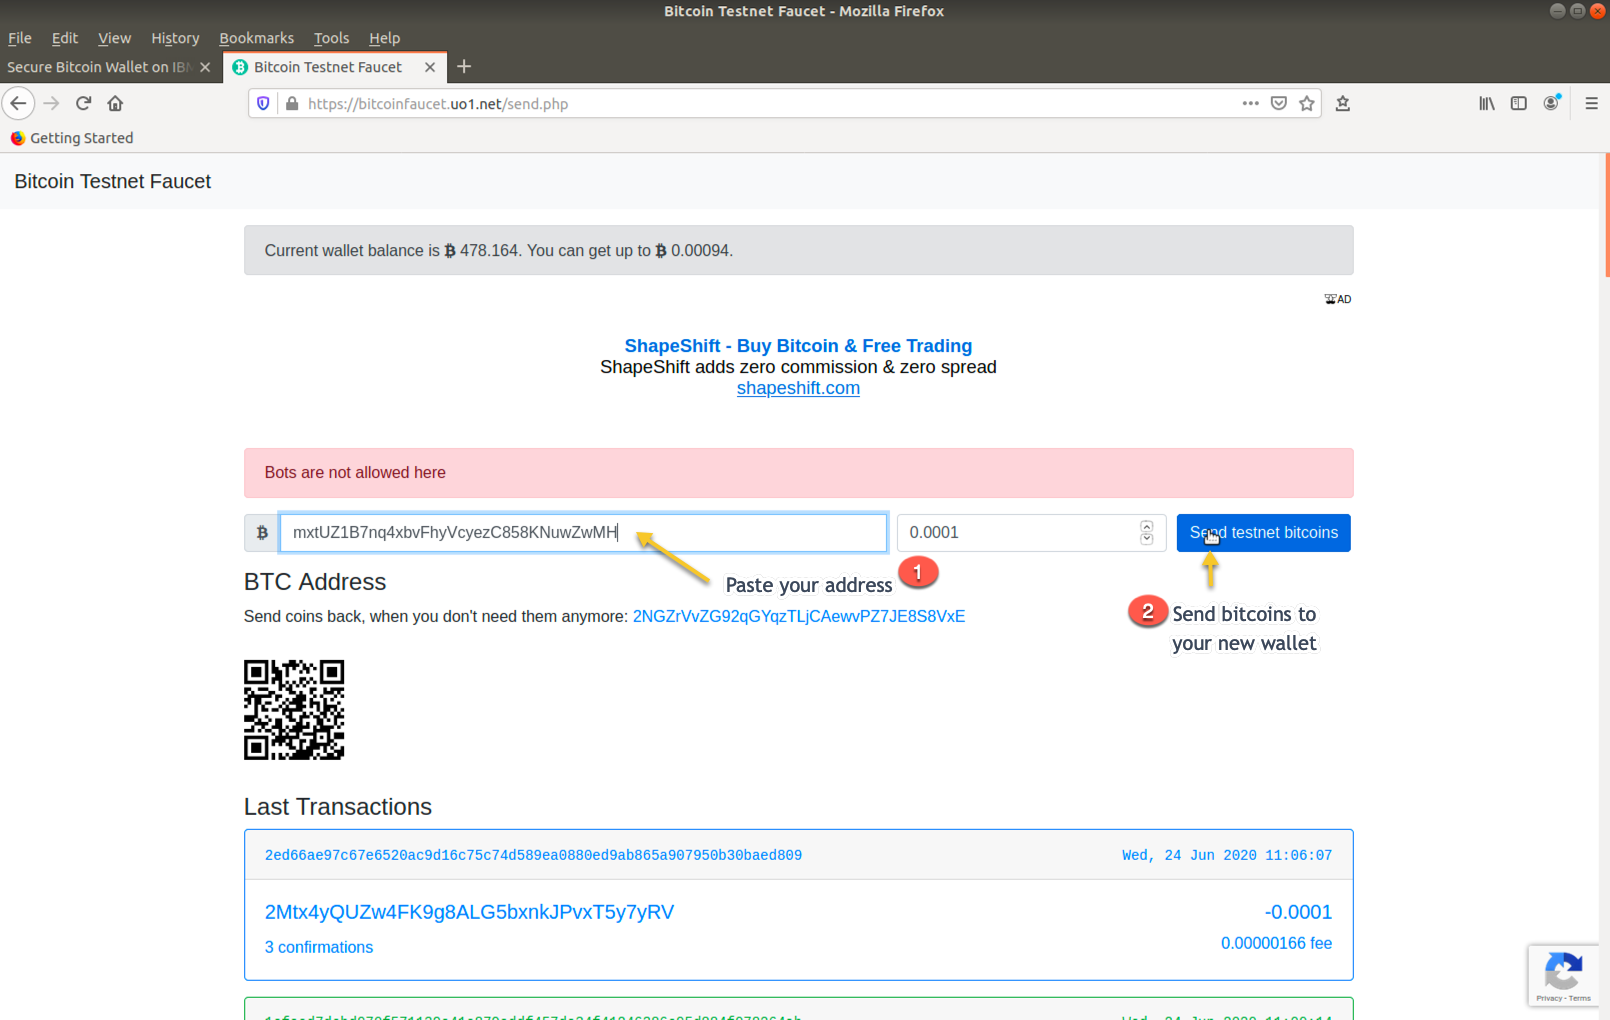 Bitcoin Testnet Faucet - Mozilla Firefox
File Edit View History Bookmarks Tools Help
Secure Bitcoin Wallet on IBM
Bitcoin Testnet Faucet
https://bitcoinfaucet.uo1.net/send.php
Getting Started
Bitcoin Testnet Faucet
Current wallet balance is ₿ 478.164. You can get up to ₿ 0.00094.
AD
ShapeShift - Buy Bitcoin & Free Trading
ShapeShift adds zero commission & zero spread
shapeshift.com
Bots are not allowed here
₿ mxtUZ1B7nq4xbvFhyVcyezC858KNuwZwMH 0.0001 Send testnet bitcoins
Paste your address 1
BTC Address
2 Send bitcoins to
your new wallet
Send coins back, when you don't need them anymore: 2NGZrVvZG92qGYqzTLjCAewvPZ7JE8S8VxE
Last Transactions
2ed66ae97c67e6520ac9d16c75c74d589ea0880ed9ab865a907950b30baed809 Wed, 24 Jun 2020 11:06:07
2Mtx4yQUZw4FK9g8ALG5bxnkJPvxT5y7yRV -0.0001
3 confirmations 0.00000166 fee
Privacy - Terms